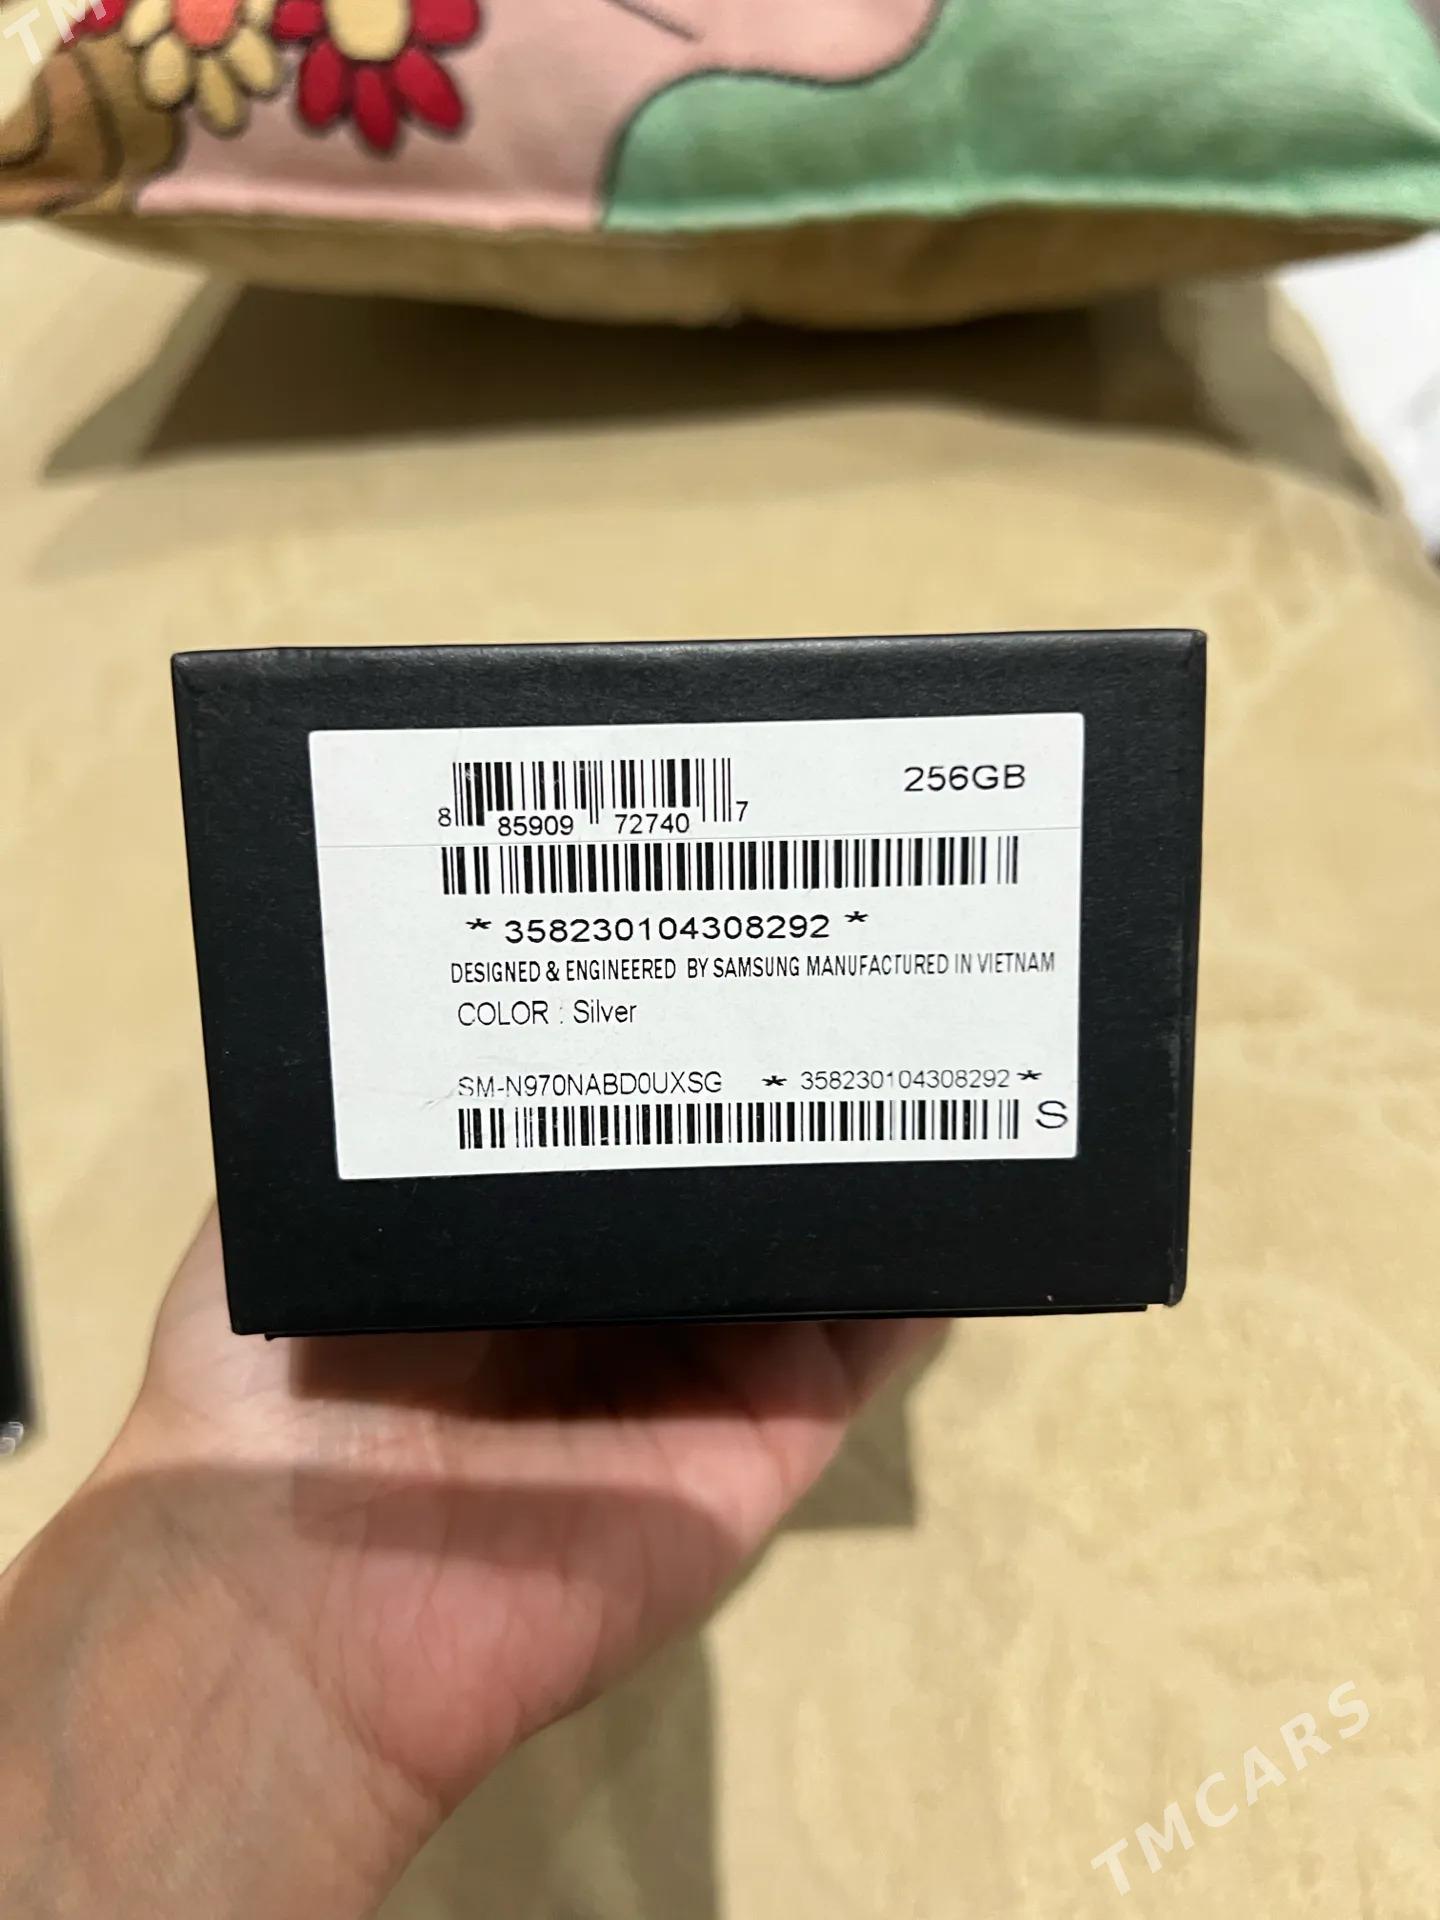 TM
256GB
8 85909 72740 7
* 358230104308292 *
DESIGNED & ENGINEERED BY SAMSUNG MANUFACTURED IN VIETNAM
COLOR : Silver
SM-N970NABD0UXSG * 358230104308292 *
S
TMCARS